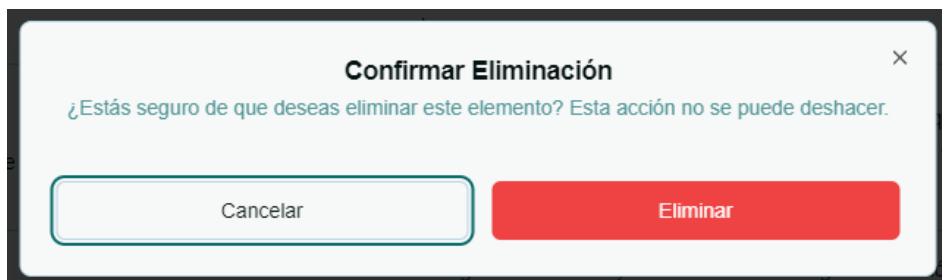 Confirmar Eliminación
¿Estás seguro de que deseas eliminar este elemento? Esta acción no se puede deshacer.
Cancelar
Eliminar